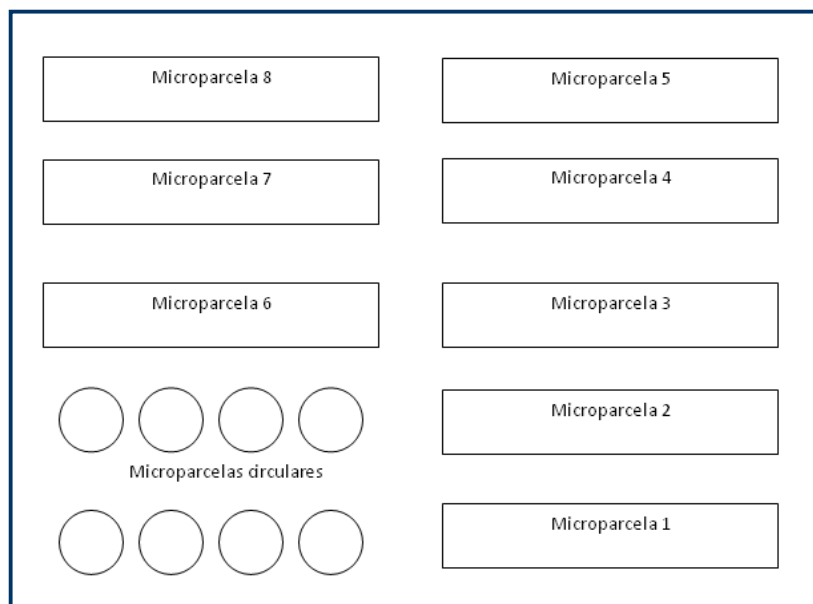 Microparcela 8
Microparcela 5
Microparcela 7
Microparcela 4
Microparcela 6
Microparcela 3
Microparcela 2
Microparcelas circulares
Microparcela 1